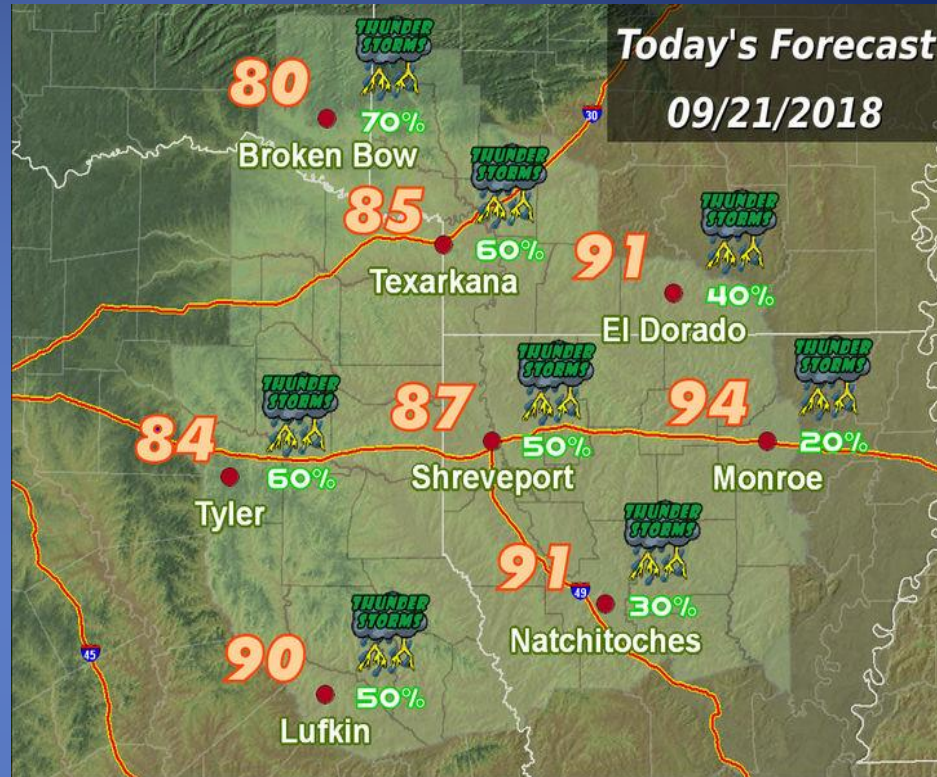 Today's Forecast
09/21/2018
THUNDER
STORMS
80
70%
Broken Bow
30
THUNDER
STORMS
85
60%
Texarkana
THUNDER
STORMS
91
40%
El Dorado
THUNDER
STORMS
84
60%
Tyler
THUNDER
STORMS
87
50%
Shreveport
THUNDER
STORMS
94
20%
Monroe
THUNDER
STORMS
91
49
30%
Natchitoches
45
THUNDER
STORMS
90
50%
Lufkin